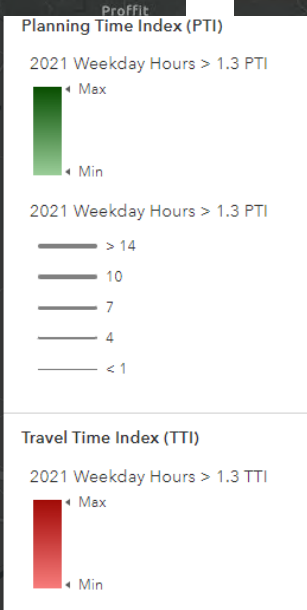 Proffit
Planning Time Index (PTI)
2021 Weekday Hours > 1.3 PTI
Max
Min
2021 Weekday Hours > 1.3 PTI
> 14
10
7
4
< 1
Travel Time Index (TTI)
2021 Weekday Hours > 1.3 TTI
Max
Min